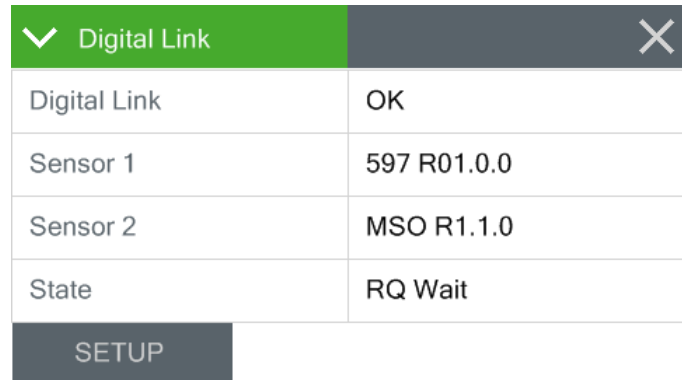 Digital Link
Digital Link OK
Sensor 1 597 R01.0.0
Sensor 2 MSO R1.1.0
State RQ Wait
SETUP